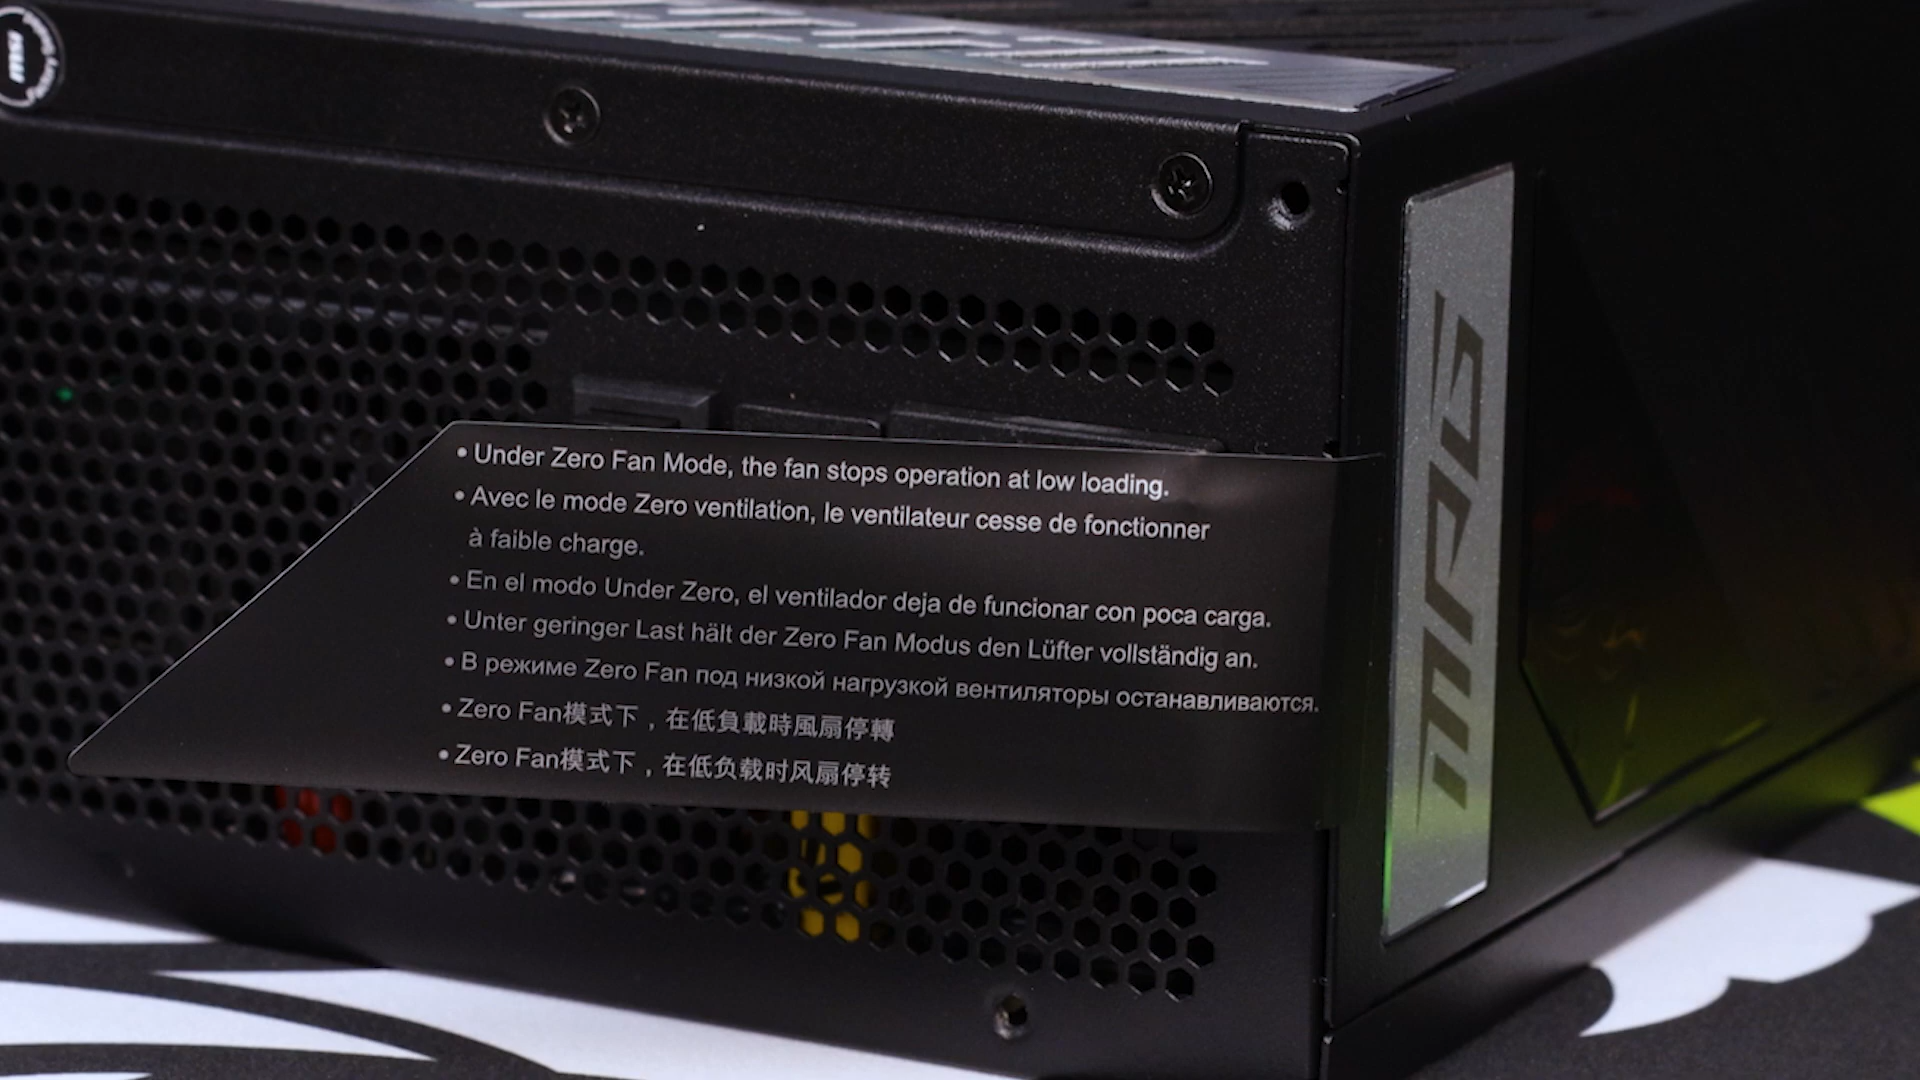 • Under Zero Fan Mode, the fan stops operation at low loading.
• Avec le mode Zero ventilation, le ventilateur cesse de fonctionner
à faible charge.
• En el modo Under Zero, el ventilador deja de funcionar con poca carga.
• Unter geringer Last hält der Zero Fan Modus den Lüfter vollständig an.
• В режиме Zero Fan под низкой нагрузкой вентиляторы останавливаются.
• Zero Fan模式下，在低負載時風扇停轉
• Zero Fan模式下，在低负载时风扇停转
MPG